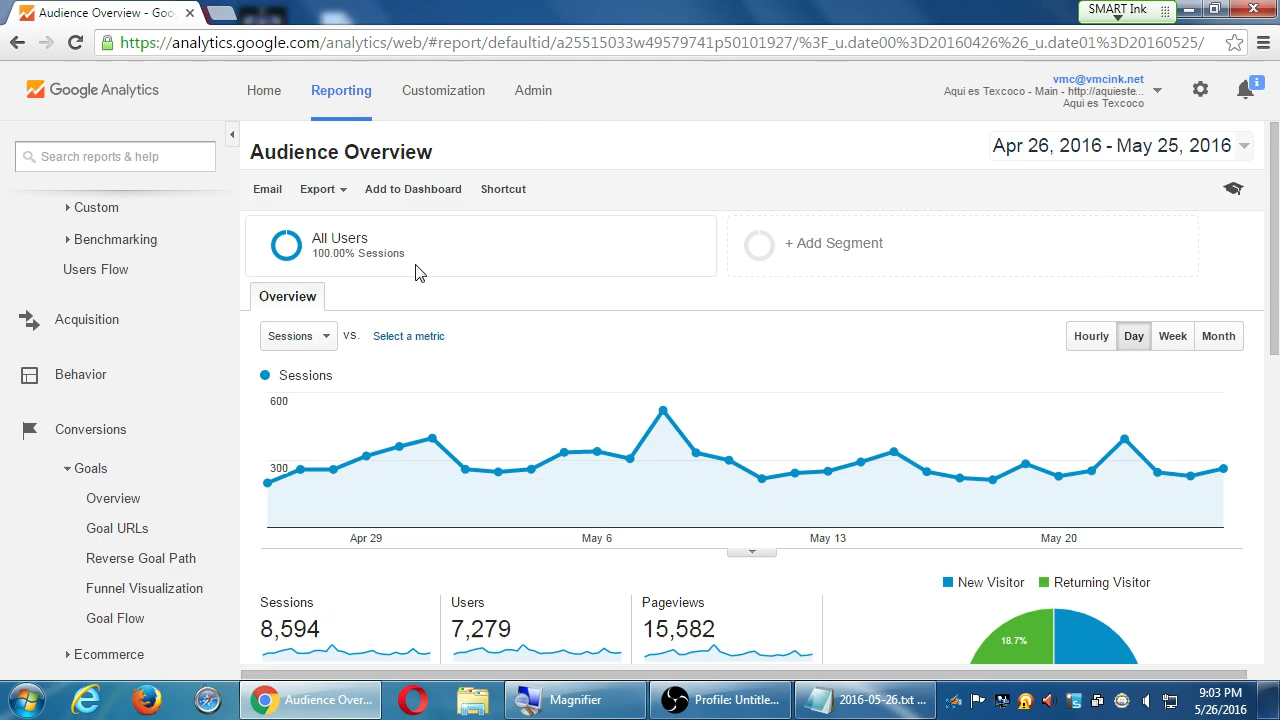 Audience Overview - Goo
SMART Ink
https://analytics.google.com/analytics/web/#report/defaultid/a25515033w49579741p50101927/%3F_u.date00%3D20160426%26_u.date01%3D20160525/
Google Analytics
Home
Reporting
Customization
Admin
vmc@vmcink.net
Aqui es Texcoco - Main - http://aquieste...
Aqui es Texcoco
i
Search reports & help
Custom
Benchmarking
Users Flow
Acquisition
Behavior
Conversions
Goals
Overview
Goal URLs
Reverse Goal Path
Funnel Visualization
Goal Flow
Ecommerce
Audience Overview
Apr 26, 2016 - May 25, 2016
Email
Export
Add to Dashboard
Shortcut
All Users
100.00% Sessions
+ Add Segment
Overview
Sessions
VS.
Select a metric
Hourly
Day
Week
Month
Sessions
600
300
Apr 29
May 6
May 13
May 20
New Visitor
Returning Visitor
Sessions
8,594
Users
7,279
Pageviews
15,582
18.7%
Audience Over...
Magnifier
Profile: Untitle...
2016-05-26.txt ...
9:03 PM
5/26/2016